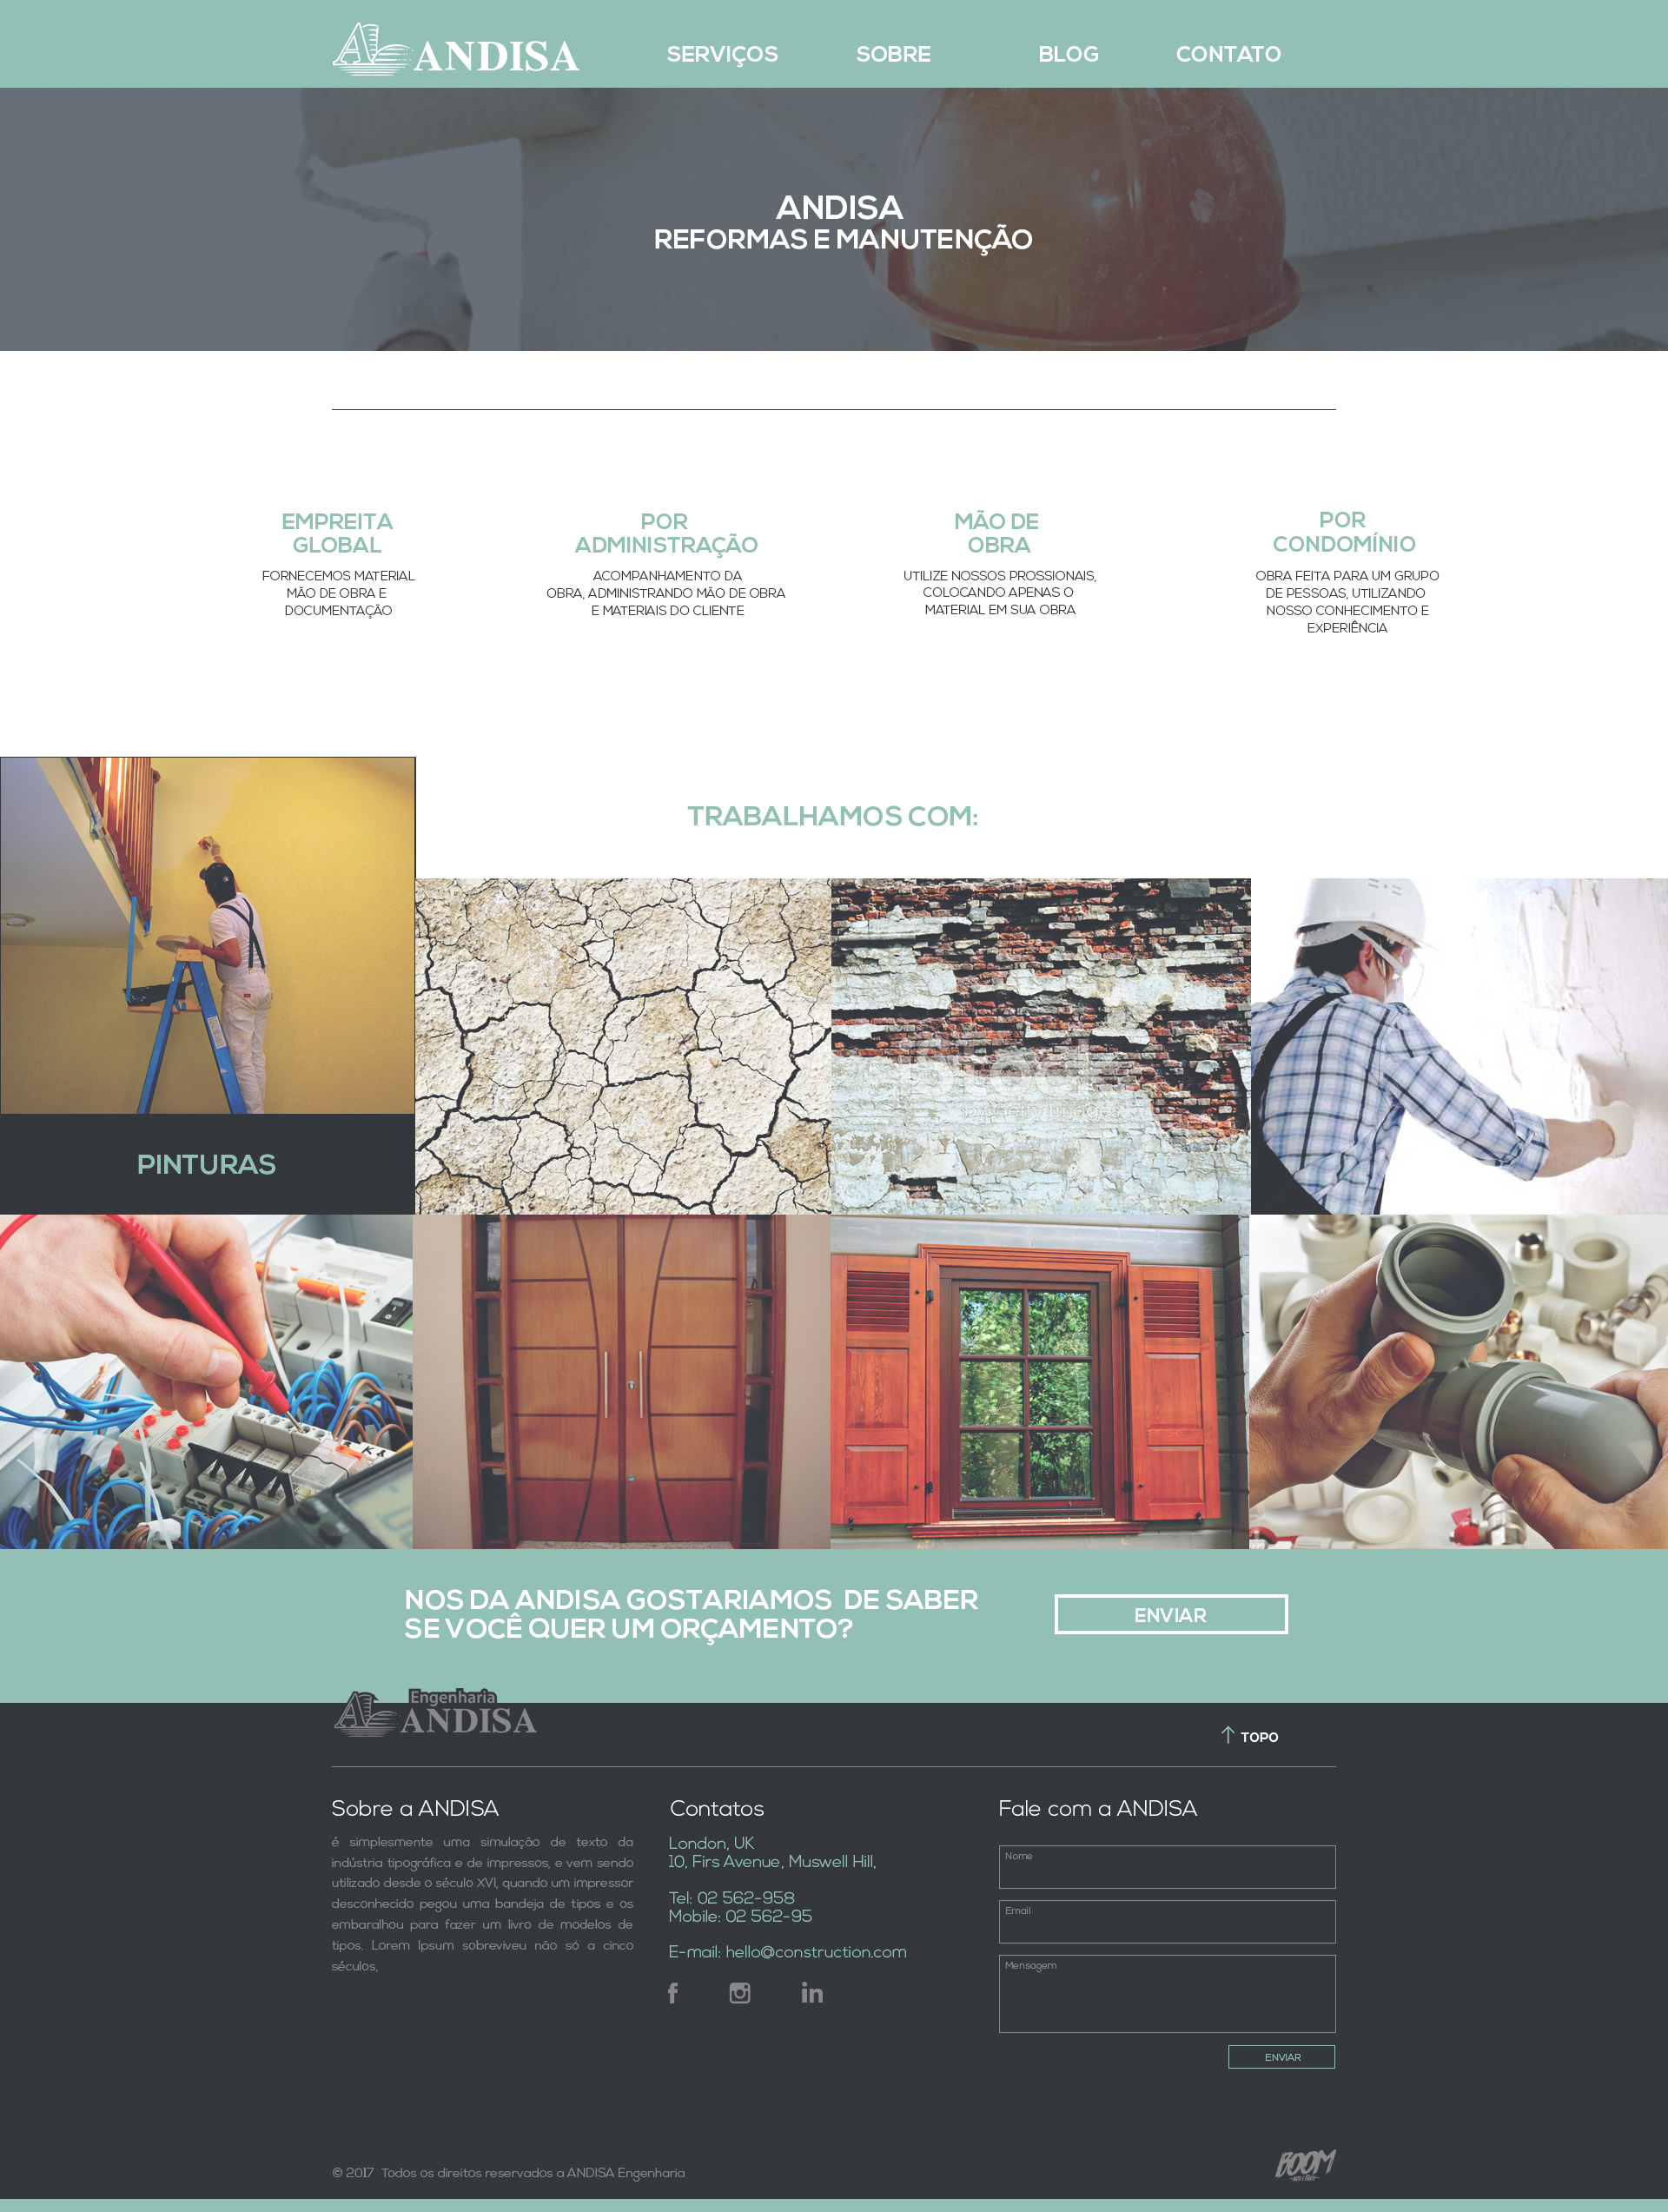 ANDISA
SERVIÇOS
SOBRE
BLOG
CONTATO
ANDISA
REFORMAS E MANUTENÇÃO
EMPREITA
GLOBAL
FORNECEMOS MATERIAL
MÃO DE OBRA E
DOCUMENTAÇÃO
POR
ADMINISTRAÇÃO
ACOMPANHAMENTO DA
OBRA, ADMINISTRANDO MÃO DE OBRA
E MATERIAIS DO CLIENTE
MÃO DE
OBRA
UTILIZE NOSSOS PROSSIONAIS,
COLOCANDO APENAS O
MATERIAL EM SUA OBRA
POR
CONDOMÍNIO
OBRA FEITA PARA UM GRUPO
DE PESSOAS, UTILIZANDO
NOSSO CONHECIMENTO E
EXPERIÊNCIA
TRABALHAMOS COM:
PINTURAS
NOS DA ANDISA GOSTARIAMOS DE SABER
SE VOCÊ QUER UM ORÇAMENTO?
ENVIAR
Engenharia
ANDISA
TOPO
Sobre a ANDISA
é simplesmente uma simulação de texto da
indústria tipográfica e de impressos, e vem sendo
utilizado desde o século XVI, quando um impressor
desconhecido pegou uma bandeja de tipos e os
embaralhou para fazer um livro de modelos de
tipos. Lorem Ipsum sobreviveu não só a cinco
séculos,
Contatos
London, UK
10, Firs Avenue, Muswell Hill,
Tel: 02 562-958
Mobile: 02 562-95
E-mail: hello@construction.com
f
in
Fale com a ANDISA
Nome
Email
Mensagem
ENVIAR
© 2017 Todos os direitos reservados a ANDISA Engenharia
BOOM